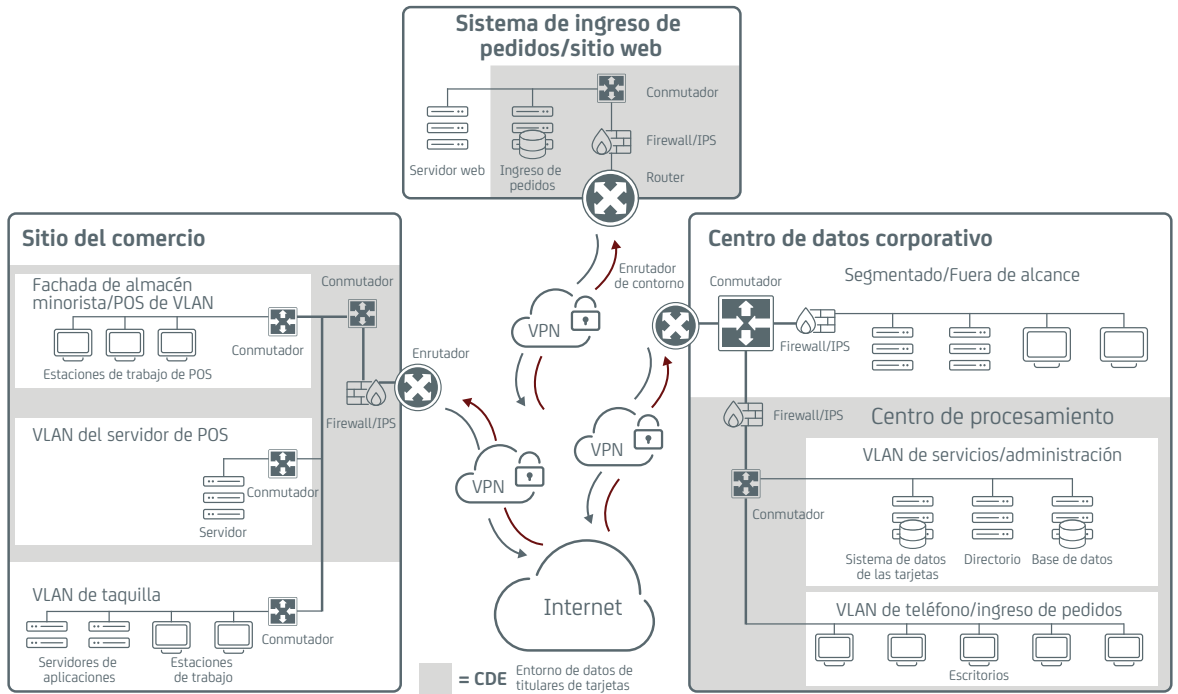 Sistema de ingreso de
pedidos/sitio web
Conmutador
Firewall/IPS
Servidor web
Ingreso de
pedidos
Router
Sitio del comercio
Fachada de almacén
minorista/POS de VLAN
Conmutador
Conmutador
Estaciones de trabajo de POS
Enrutador
Firewall/IPS
VLAN del servidor de POS
Conmutador
Servidor
VLAN de taquilla
Conmutador
Servidores de
aplicaciones
Estaciones
de trabajo
VPN
VPN
VPN
Internet
Enrutador
de contorno
Centro de datos corporativo
Conmutador
Segmentado/Fuera de alcance
Firewall/IPS
Firewall/IPS
Centro de procesamiento
VLAN de servicios/administración
Conmutador
Sistema de datos
de las tarjetas
Directorio
Base de datos
VLAN de teléfono/ingreso de pedidos
Escritorios
= CDE
Entorno de datos de
titulares de tarjetas